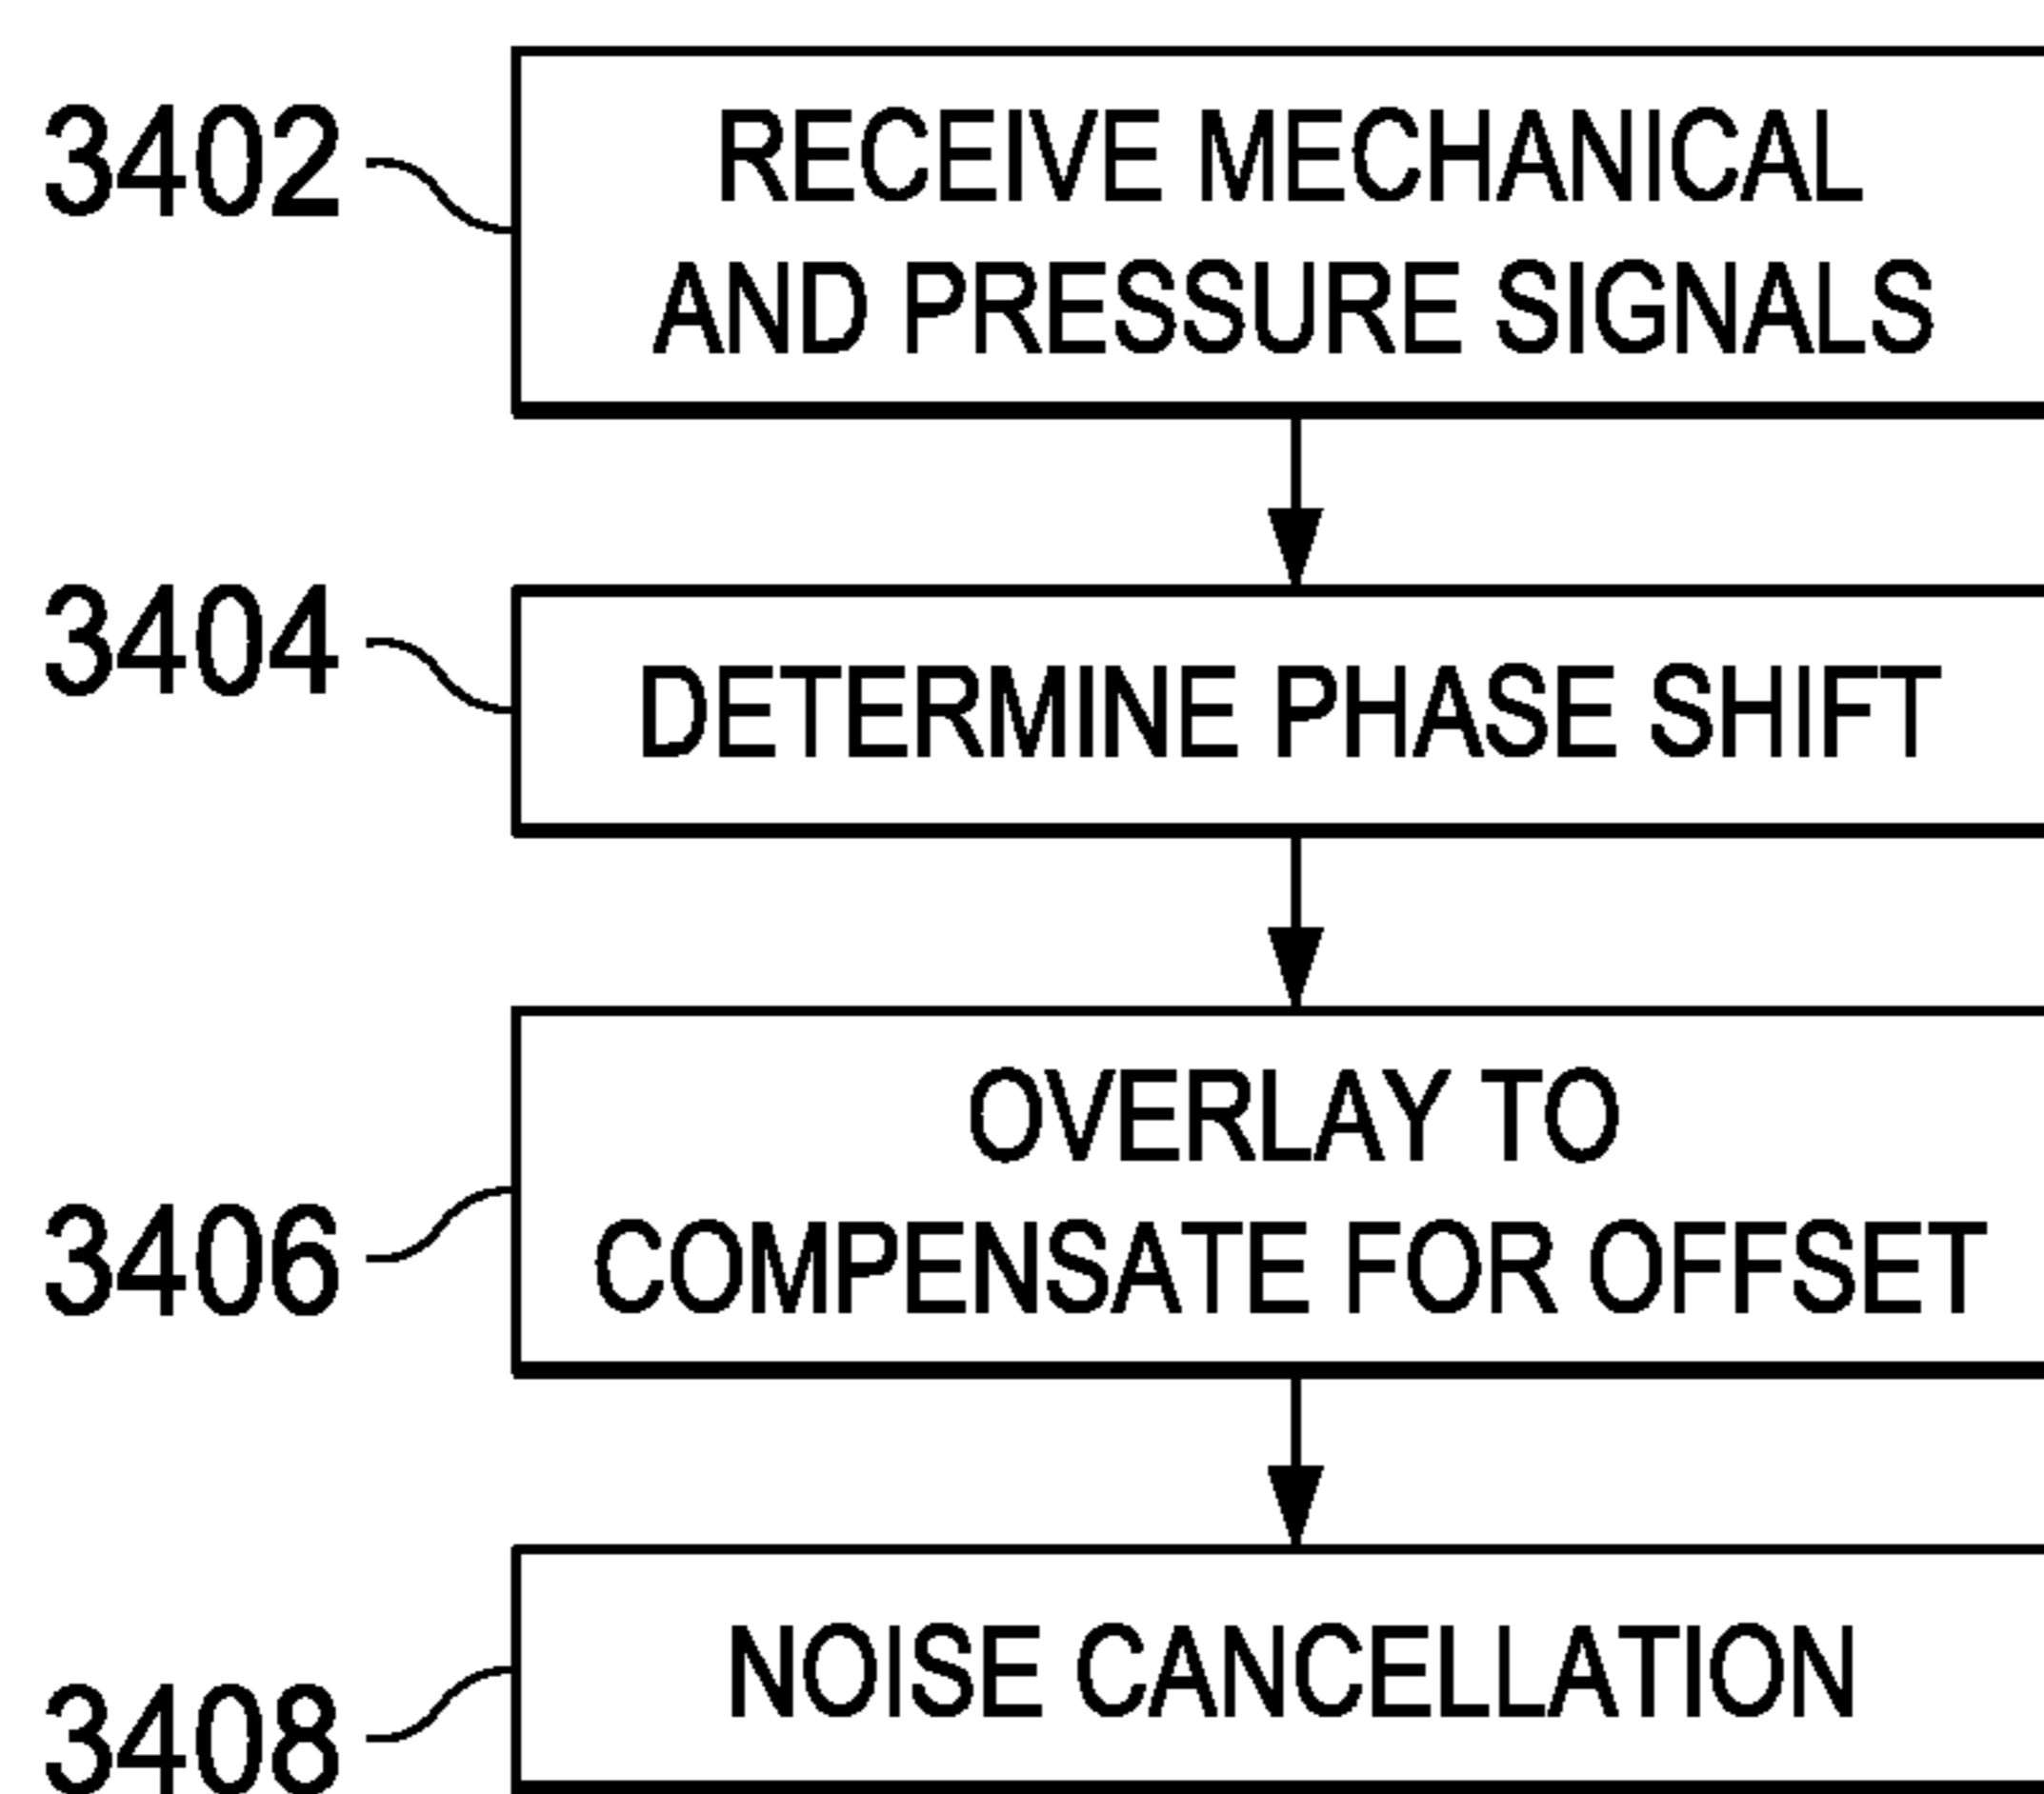 3402
RECEIVE MECHANICAL
AND PRESSURE SIGNALS
3404
DETERMINE PHASE SHIFT
OVERLAY TO
3406
COMPENSATE FOR OFFSET
NOISE CANCELLATION
3408